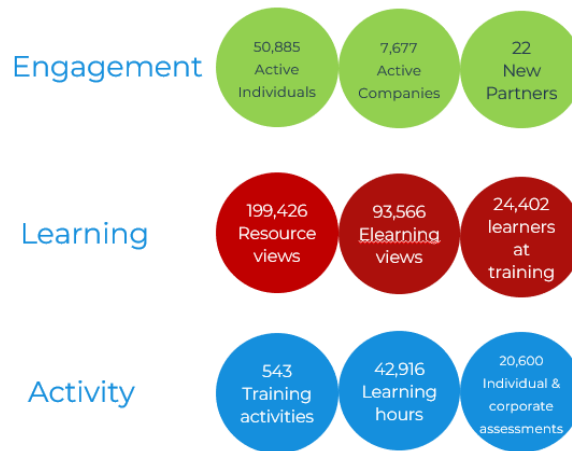 Engagement
50,885
Active
Individuals
7,677
Active
Companies
22
New
Partners
Learning
199,426
Resource
views
93,566
Elearning
views
24,402
learners
at
training
Activity
543
Training
activities
42,916
Learning
hours
20,600
Individual &
corporate
assessments